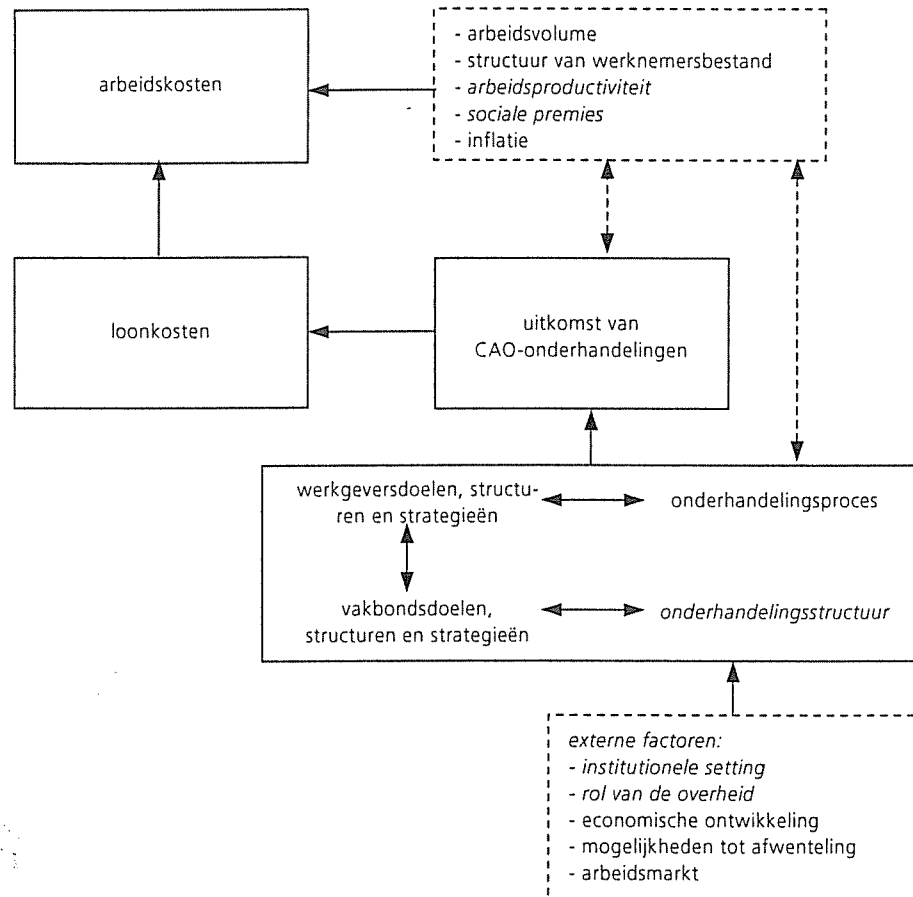 arbeidskosten
- arbeidsvolume
- structuur van werknemersbestand
- arbeidsproductiviteit
- sociale premies
- inflatie
loonkosten
uitkomst van
CAO-onderhandelingen
werkgeversdoelen, structu-
ren en strategieën
onderhandelingsproces
vakbondsdoelen,
structuren en strategieën
onderhandelingsstructuur
externe factoren:
- institutionele setting
- rol van de overheid
- economische ontwikkeling
- mogelijkheden tot afwenteling
- arbeidsmarkt